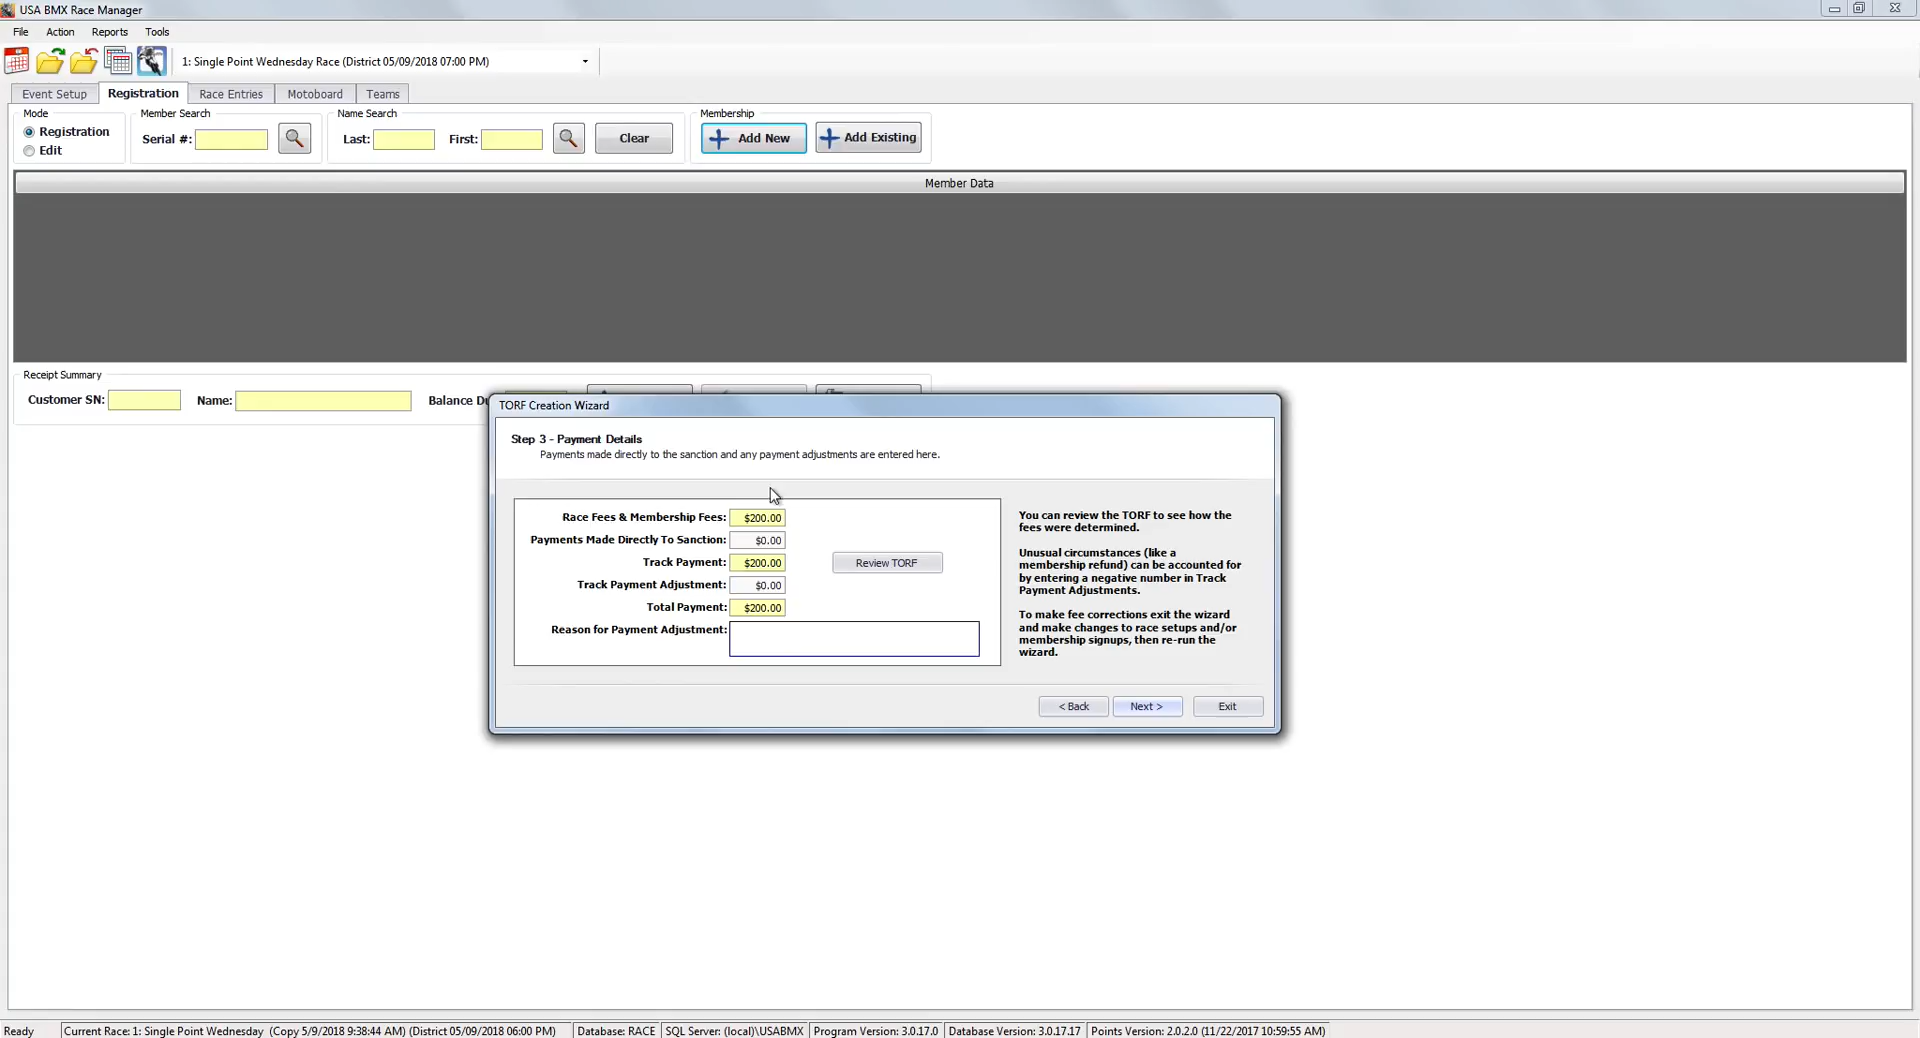 USA BMX Race Manager
File Action Reports Tools
1: Single Point Wednesday Race (District 05/09/2018 07:00 PM)
Event Setup Registration Race Entries Motoboard Teams
Mode Member Search Name Search Membership
Registration
Edit
Serial #:
Last: First: Clear
Add New Add Existing
Member Data
Receipt Summary
Customer SN: Name: Balance Du
TORF Creation Wizard
Step 3 - Payment Details
Payments made directly to the sanction and any payment adjustments are entered here.
Race Fees & Membership Fees: $200.00
Payments Made Directly To Sanction: $0.00
Track Payment: $200.00
Track Payment Adjustment: $0.00
Total Payment: $200.00
Reason for Payment Adjustment:
Review TORF
You can review the TORF to see how the
fees were determined.
Unusual circumstances (like a
membership refund) can be accounted for
by entering a negative number in Track
Payment Adjustments.
To make fee corrections exit the wizard
and make changes to race setups and/or
membership signups, then re-run the
wizard.
< Back Next > Exit
Ready Current Race: 1: Single Point Wednesday (Copy 5/9/2018 9:38:44 AM) (District 05/09/2018 06:00 PM) Database: RACE SQL Server: (local)\USABMX Program Version: 3.0.17.0 Database Version: 3.0.17.17 Points Version: 2.0.2.0 (11/22/2017 10:59:55 AM)